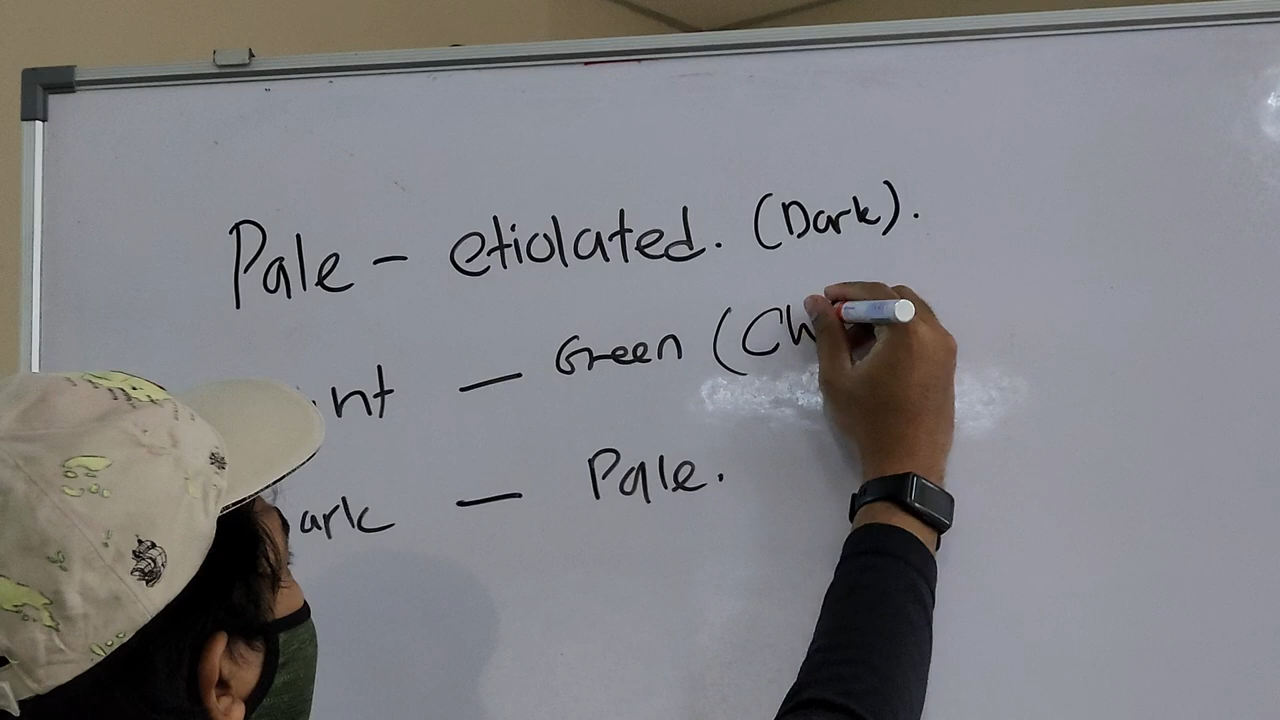 Pale - etiolated. (Dark).
nt — Green (Ch
ark — Pale.